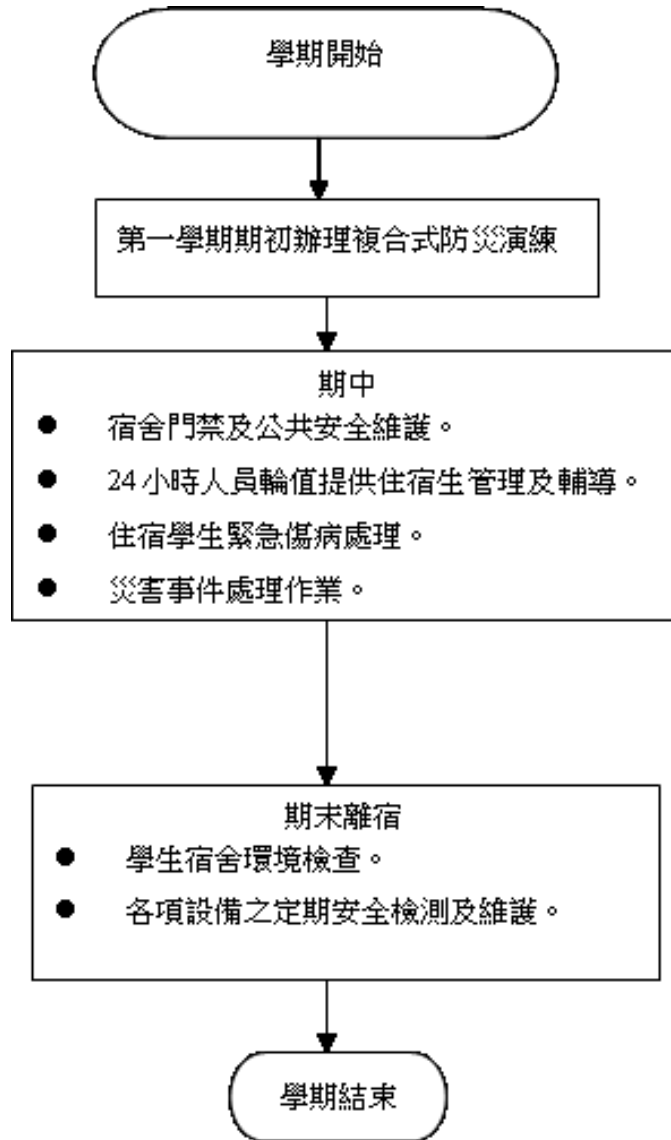 學期開始
第一學期期初辦理複合式防災演練
期中
● 宿舍門禁及公共安全維護。
● 24 小時人員輪值提供住宿生管理及輔導。
● 住宿學生緊急傷病處理。
● 災害事件處理作業。
期末離宿
● 學生宿舍環境檢查。
● 各項設備之定期安全檢測及維護。
學期結束